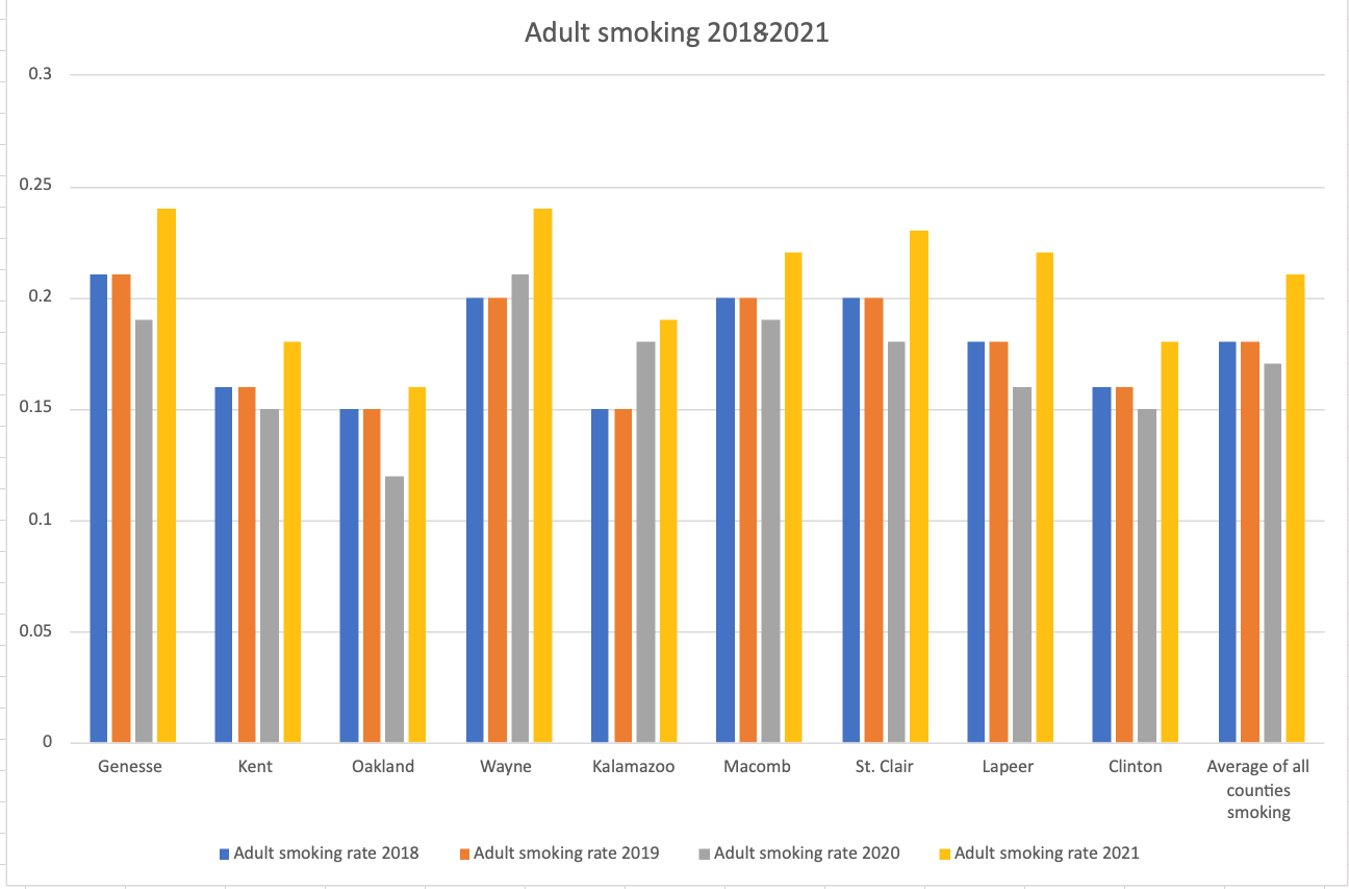 Adult smoking 2018-2021
0.3
0.25
0.2
0.15
0.1
0.05
0
Genesse Kent Oakland Wayne Kalamazoo Macomb St. Clair Lapeer Clinton Average of all
counties
smoking
Adult smoking rate 2018 Adult smoking rate 2019 Adult smoking rate 2020 Adult smoking rate 2021